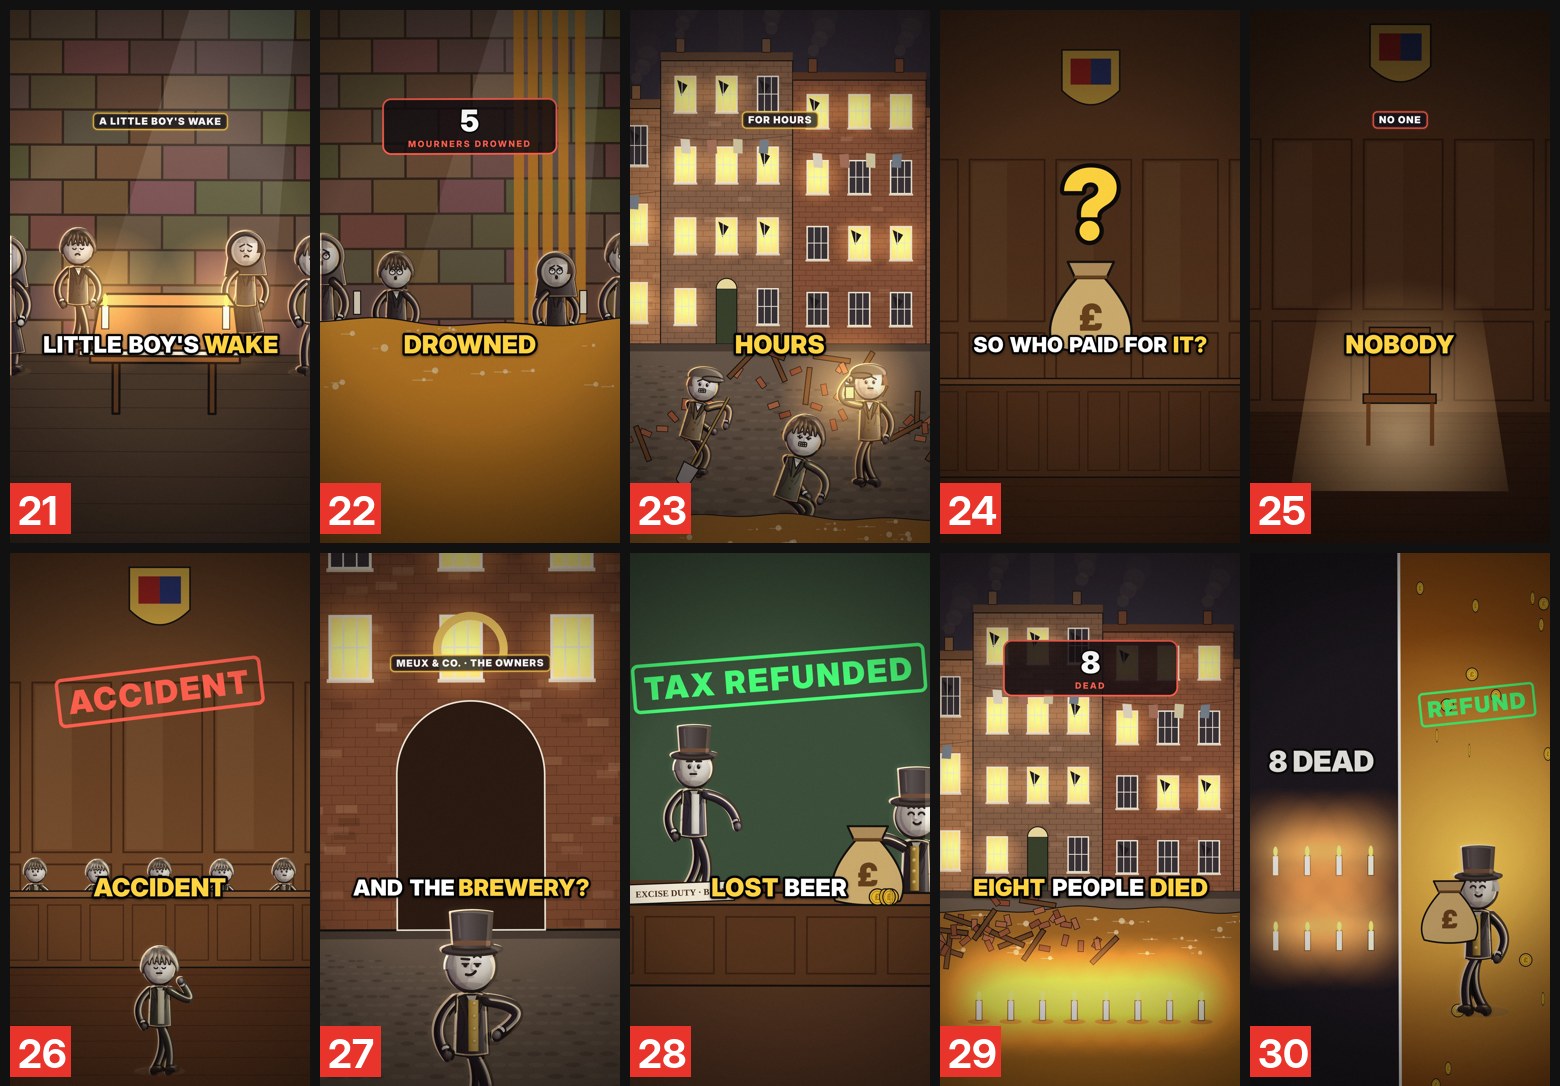 A LITTLE BOY'S WAKE
LITTLE BOY'S WAKE
21
5
MOURNERS DROWNED
DROWNED
22
FOR HOURS
HOURS
23
?
£
SO WHO PAID FOR IT?
24
NO ONE
NOBODY
25
ACCIDENT
ACCIDENT
26
MEUX & CO. · THE OWNERS
AND THE BREWERY?
27
TAX REFUNDED
EXCISE DUTY · B
LOST BEER
£
28
8
DEAD
EIGHT PEOPLE DIED
29
8 DEAD
REFUND
£
30